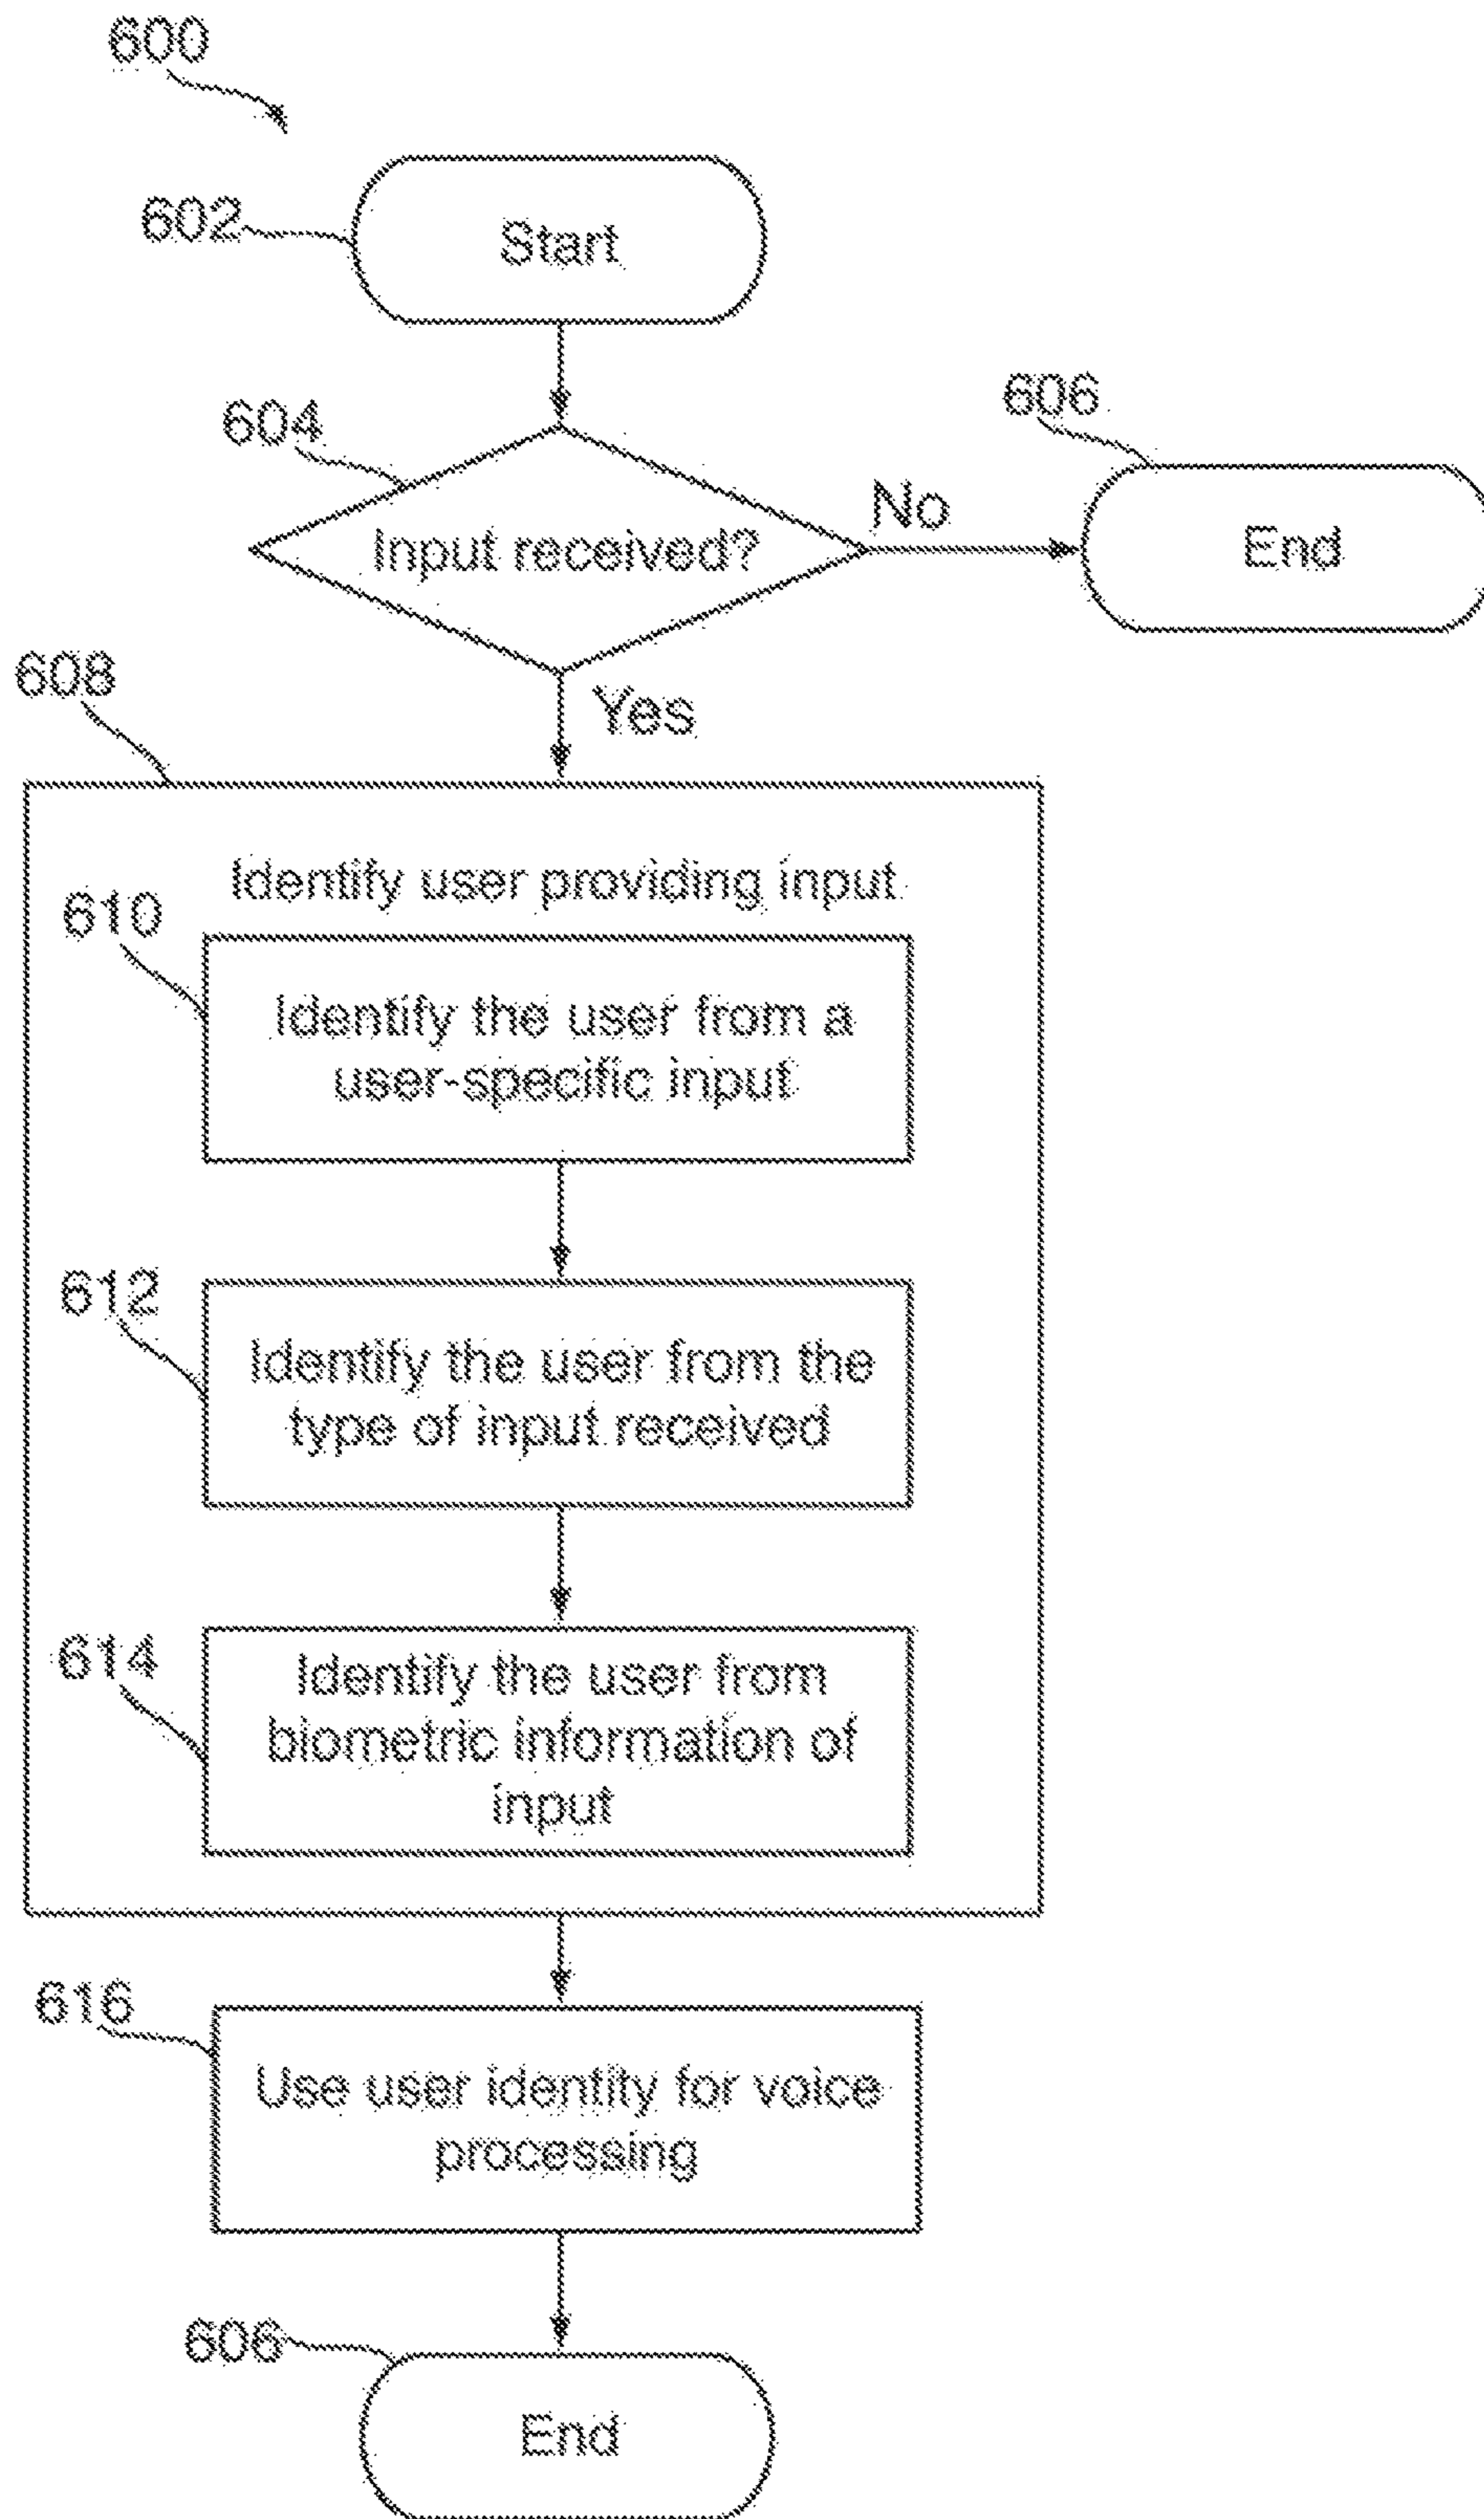 600
602
Start
604
606
Input received?
No
End
608
Yes
Identify user providing input
610
Identify the user from a
user-specific input
612
Identify the user from the
type of input received
614
Identify the user from
biometric information of
input
616
Use user identity for voice
processing
606
End